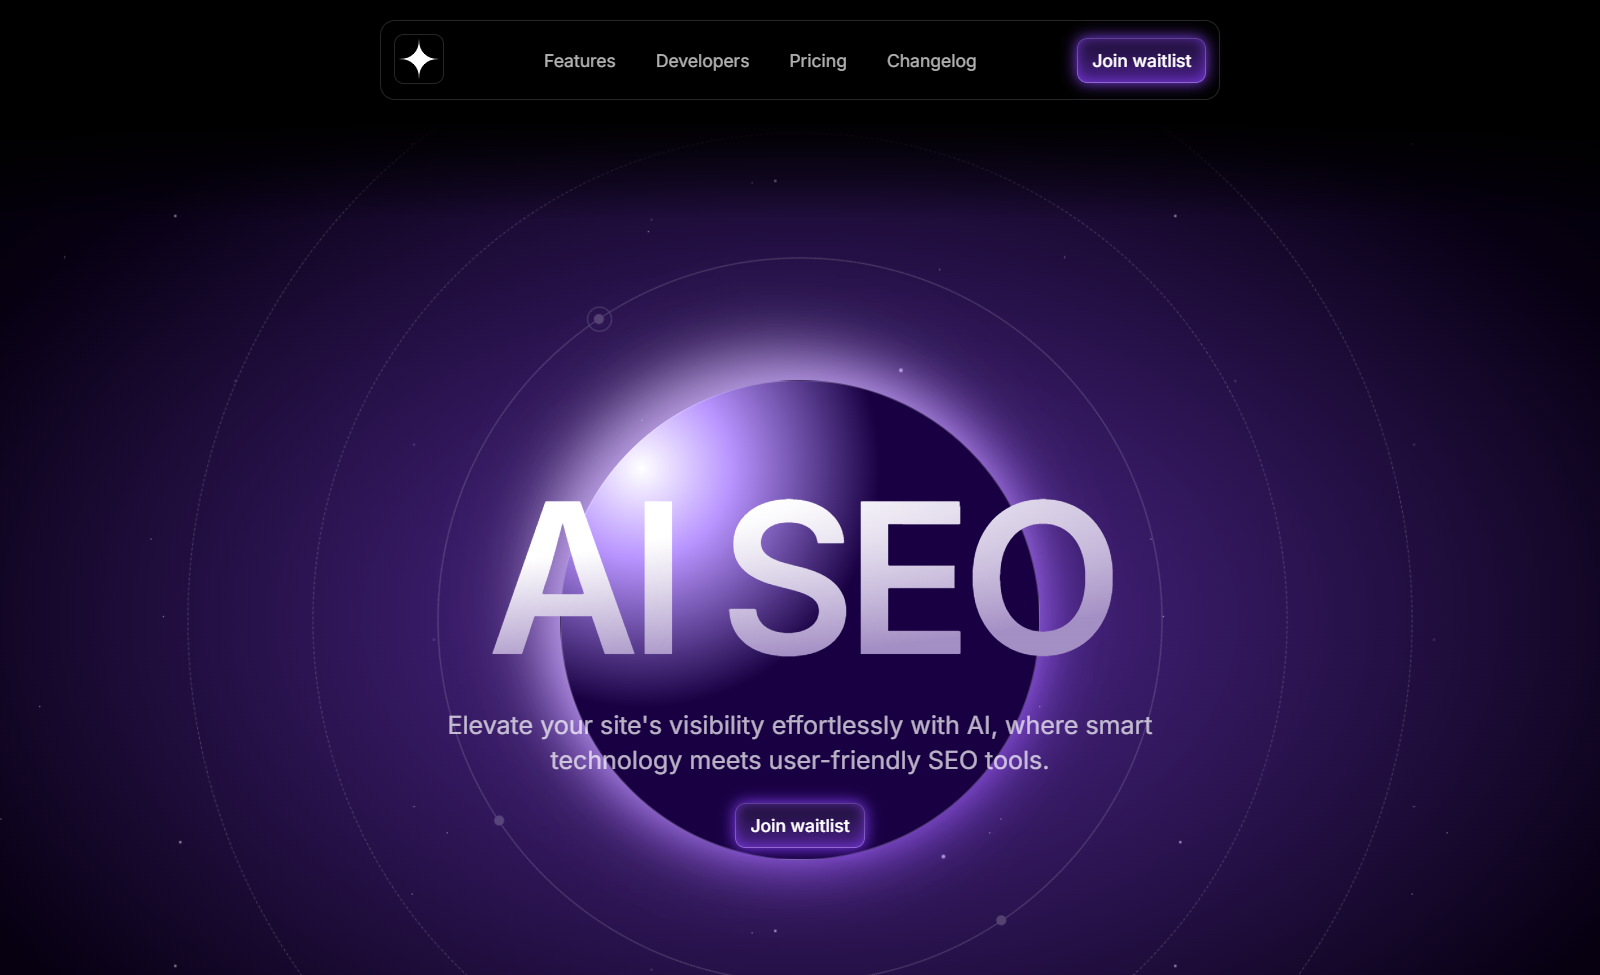 Features Developers Pricing Changelog Join waitlist
AI SEO
Elevate your site's visibility effortlessly with AI, where smart
technology meets user-friendly SEO tools.
Join waitlist